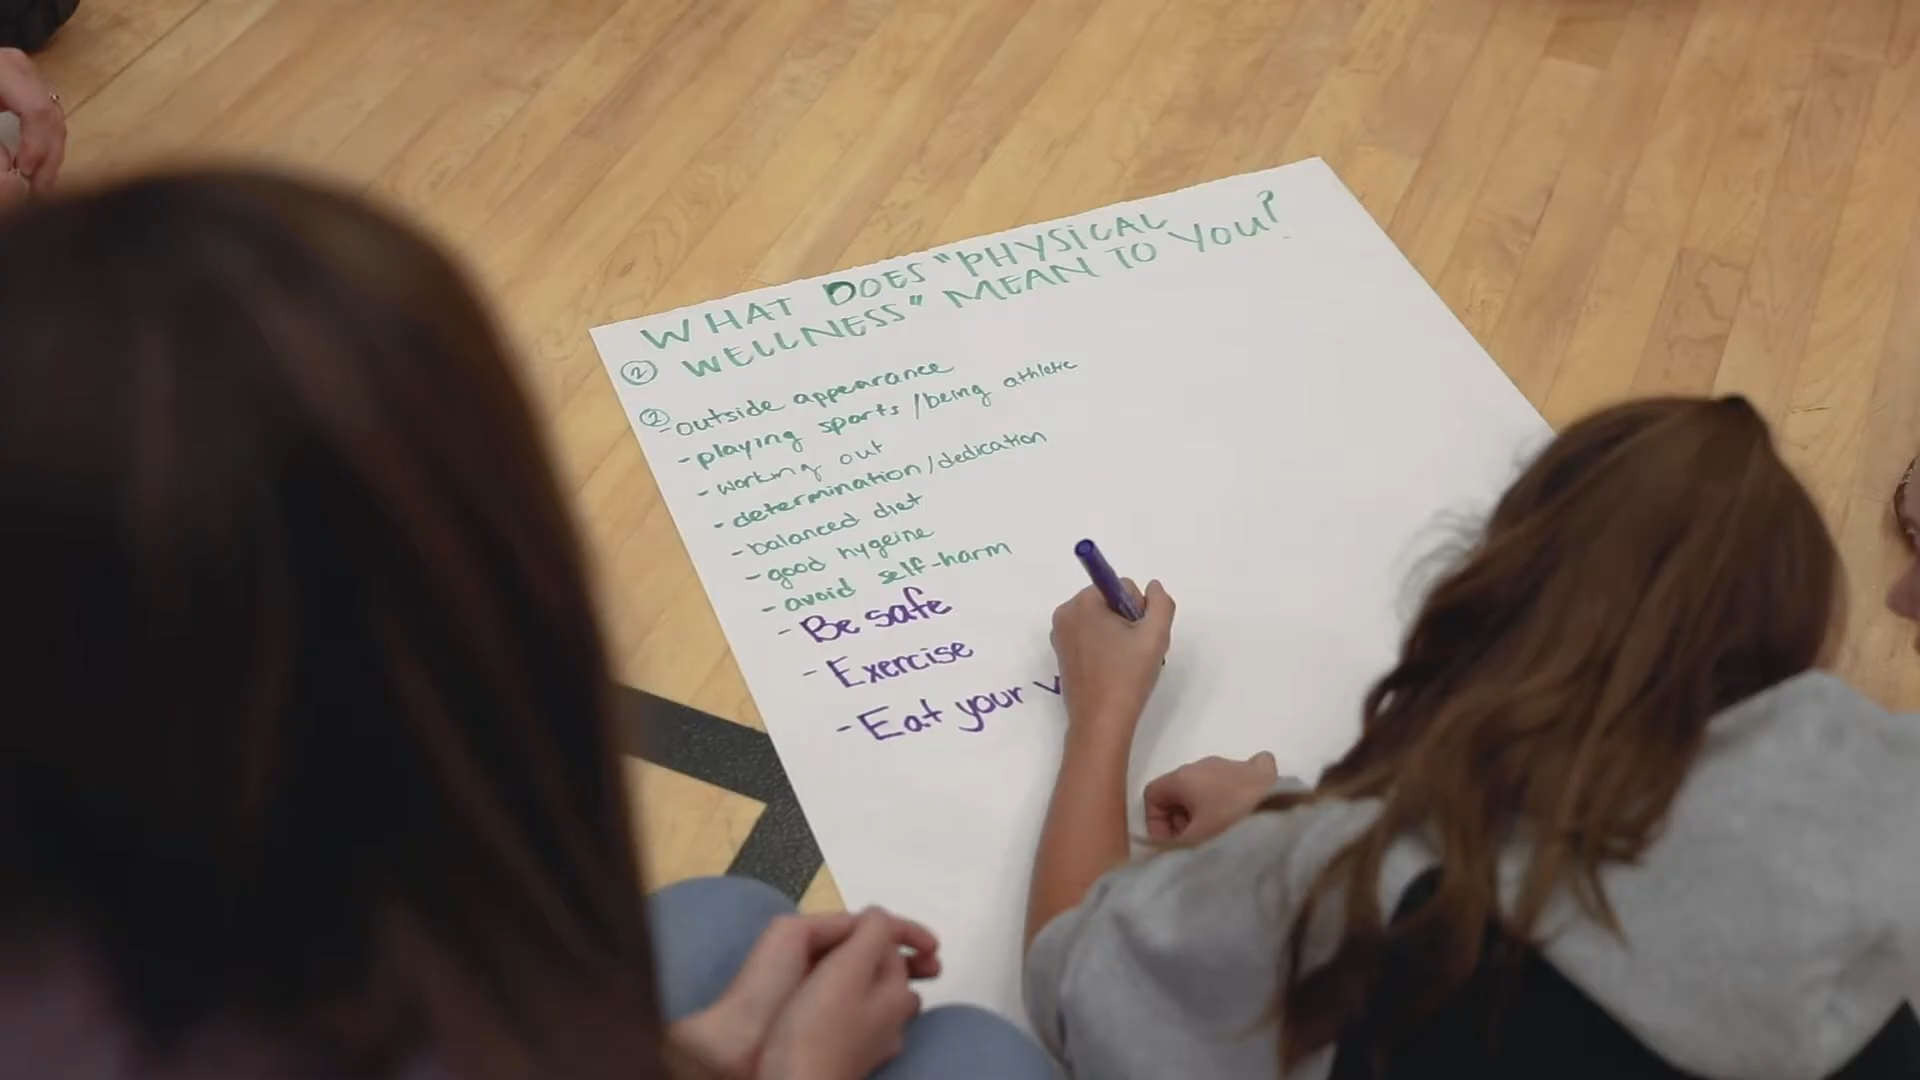 WHAT DOES "PHYSICAL
WELLNESS" MEAN TO YOU?
②
② - outside appearance
- playing sports/being athletic
- working out
- determination/dedication
- balanced diet
- good hygeine
- avoid self-harm
- Be safe
- Exercise
- Eat your v